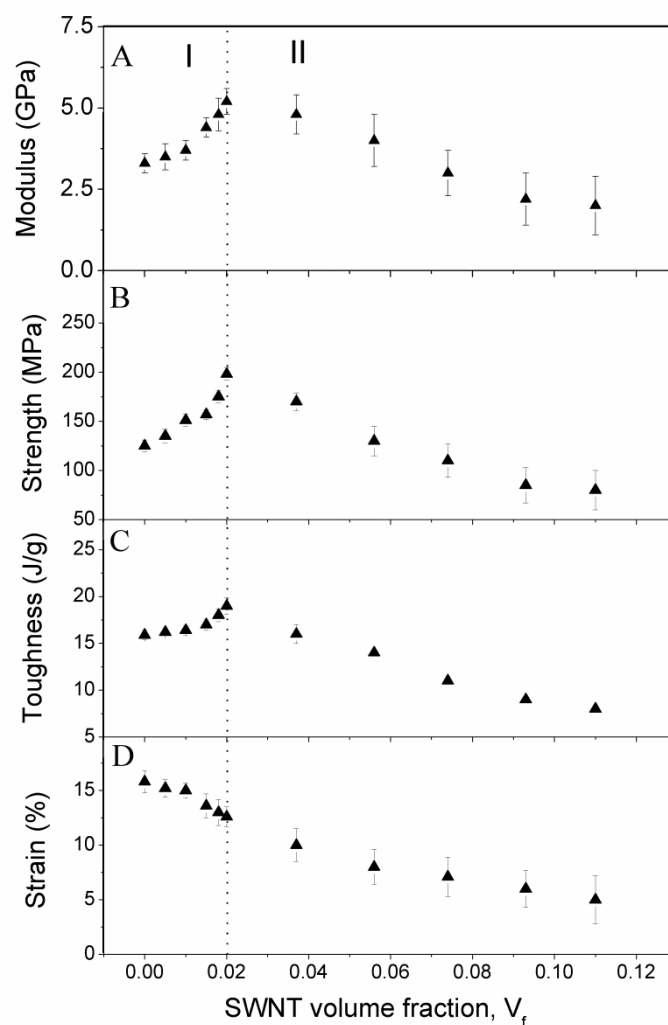 A
I
II
Modulus (GPa)
7.5
5.0
2.5
0.0
B
Strength (MPa)
250
200
150
100
50
C
Toughness (J/g)
25
20
15
10
5
D
Strain (%)
15
10
5
0
0.00 0.02 0.04 0.06 0.08 0.10 0.12
SWNT volume fraction, V_f